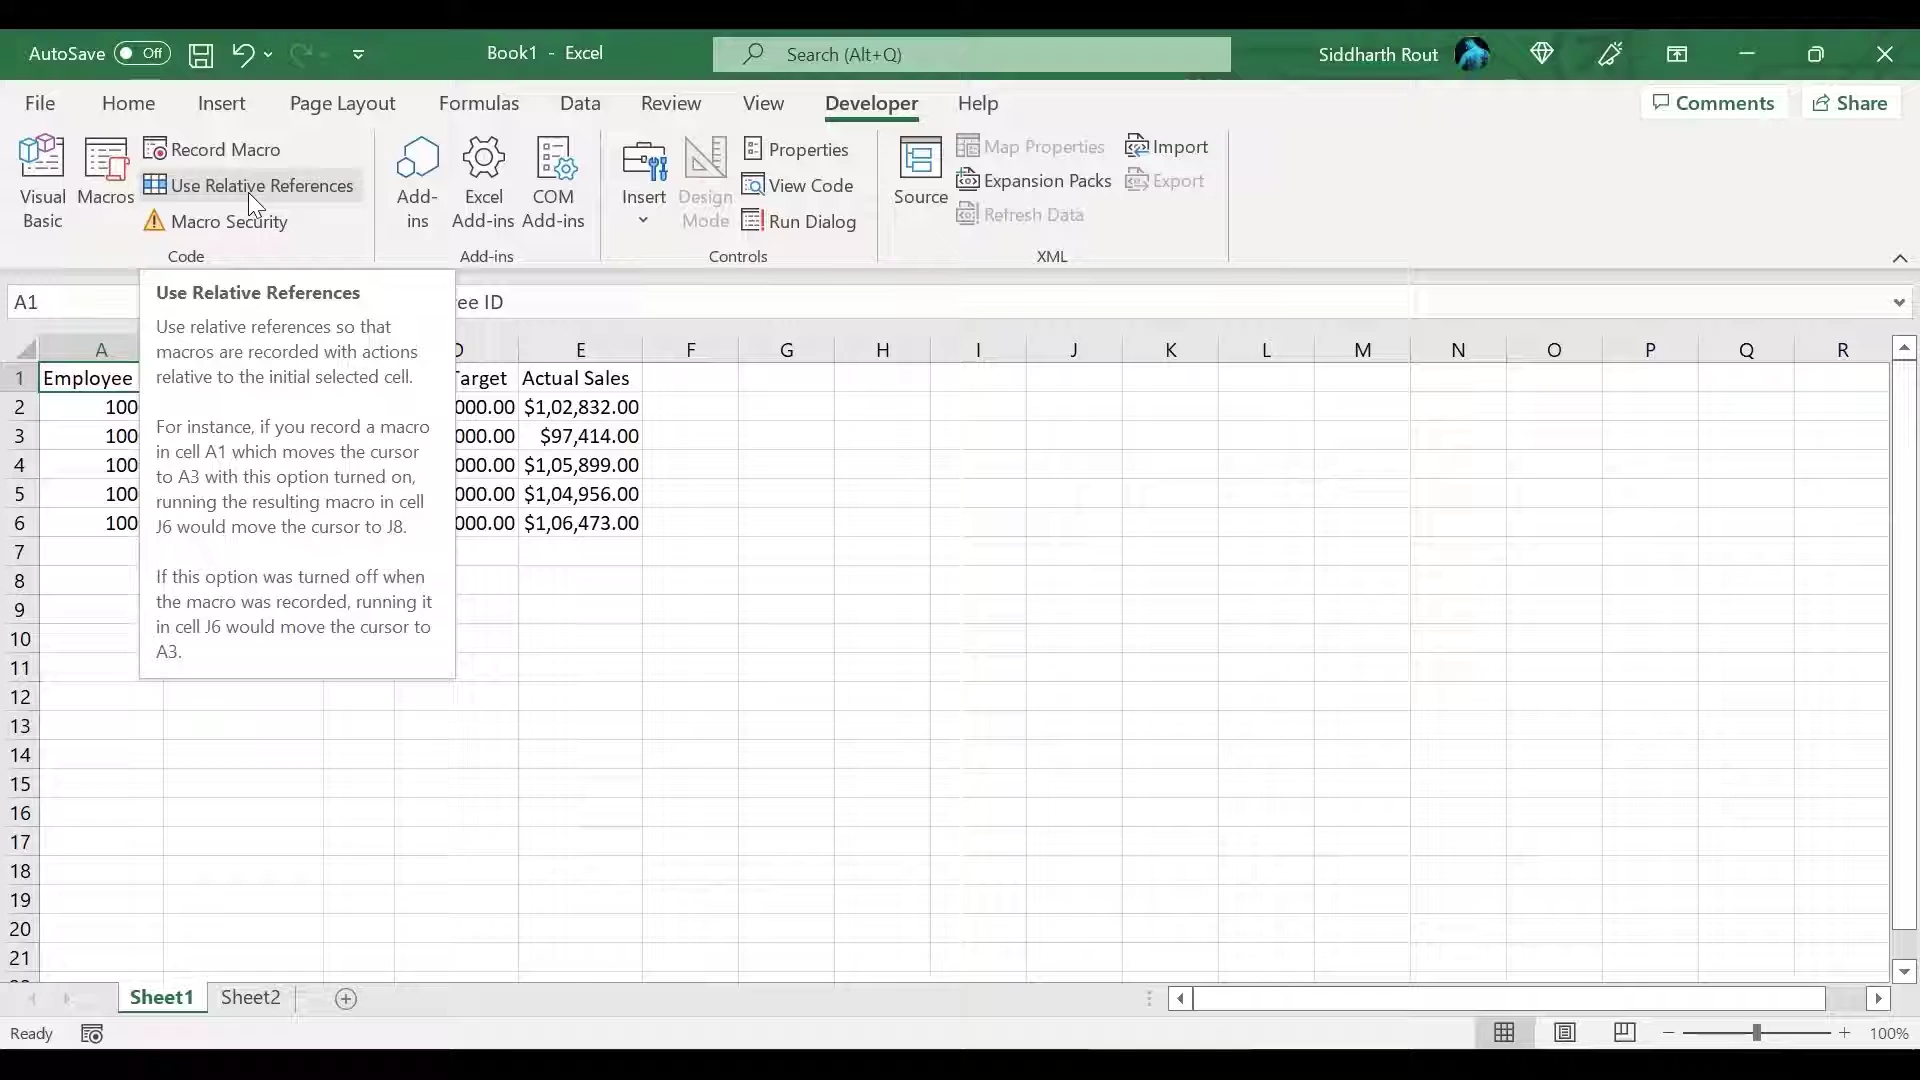 AutoSave Off Book1 - Excel Search (Alt+Q) Siddharth Rout
File Home Insert Page Layout Formulas Data Review View Developer Help Comments Share
Visual Basic
Macros
Record Macro
Use Relative References
Macro Security
Code
Add-
ins
Excel
Add-ins
COM
Add-ins
Add-ins
Insert
Design
Mode
Properties
View Code
Run Dialog
Controls
Source
Map Properties
Expansion Packs
Refresh Data
Import
Export
XML
A1 ee ID
Use Relative References
Use relative references so that
macros are recorded with actions
relative to the initial selected cell.
For instance, if you record a macro
in cell A1 which moves the cursor
to A3 with this option turned on,
running the resulting macro in cell
J6 would move the cursor to J8.
If this option was turned off when
the macro was recorded, running it
in cell J6 would move the cursor to
A3.
A D E F G H I J K L M N O P Q R
1 Employee Target Actual Sales
2 100 000.00 $1,02,832.00
3 100 000.00 $97,414.00
4 100 000.00 $1,05,899.00
5 100 000.00 $1,04,956.00
6 100 000.00 $1,06,473.00
7
8
9
10
11
12
13
14
15
16
17
18
19
20
21
Sheet1 Sheet2
Ready 100%